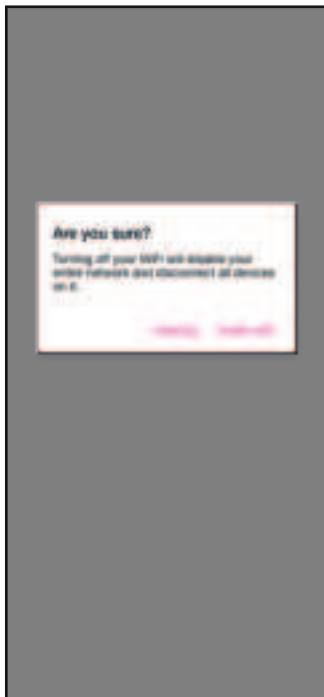 Are you sure?
Turning off your WiFi will disable your
entire network and disconnect all devices
on it.